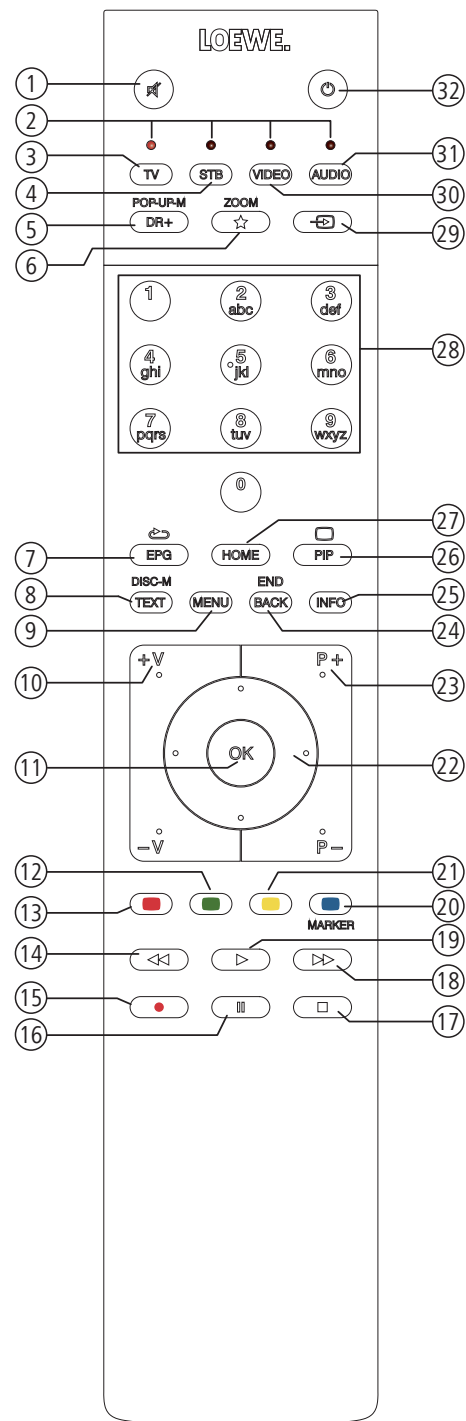 LOEWE.
1
32
2
3 TV STB VIDEO AUDIO 31
4 30
POP-UP-M ZOOM
5 DR+ 29
6
1 2 abc 3 def
28
4 ghi 5 jkl 6 mno
7 pqrs 8 tuv 9 wxyz
0
27
7 EPG HOME PIP 26
DISC-M END
8 TEXT MENU BACK INFO 25
9 24
+V P+
10 23
11 OK 22
-V P-
12 21
13 20
MARKER
14 19
18
15
16 17